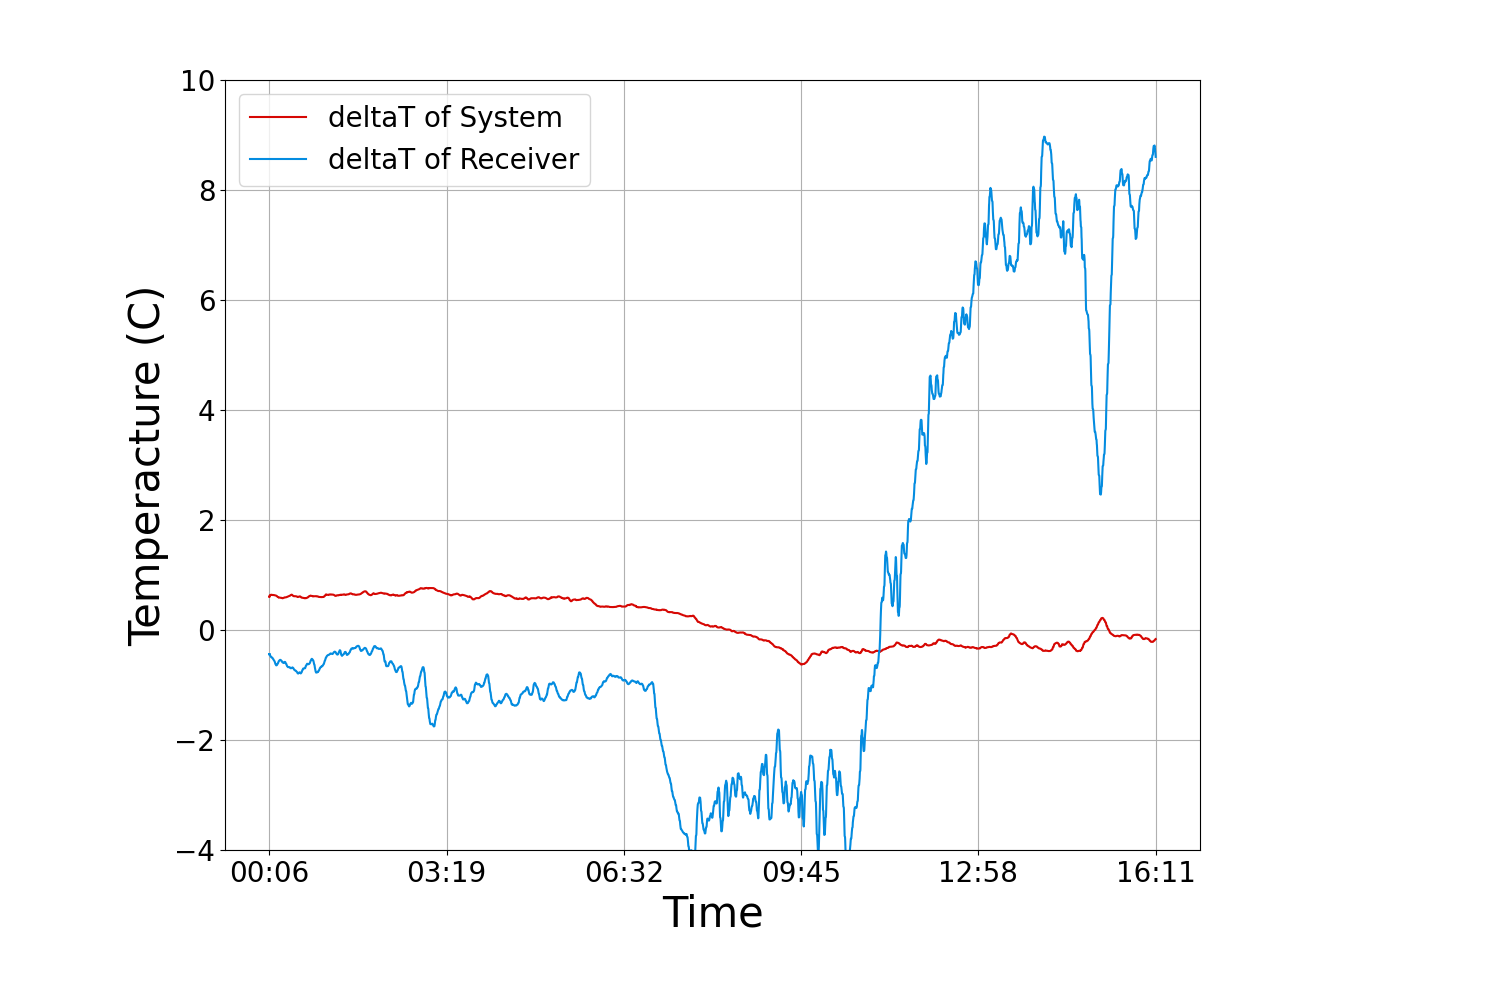 10
8
6
4
2
0
−2
−4
deltaT of System
deltaT of Receiver
Temperacture (C)
00:06 03:19 06:32 09:45 12:58 16:11
Time